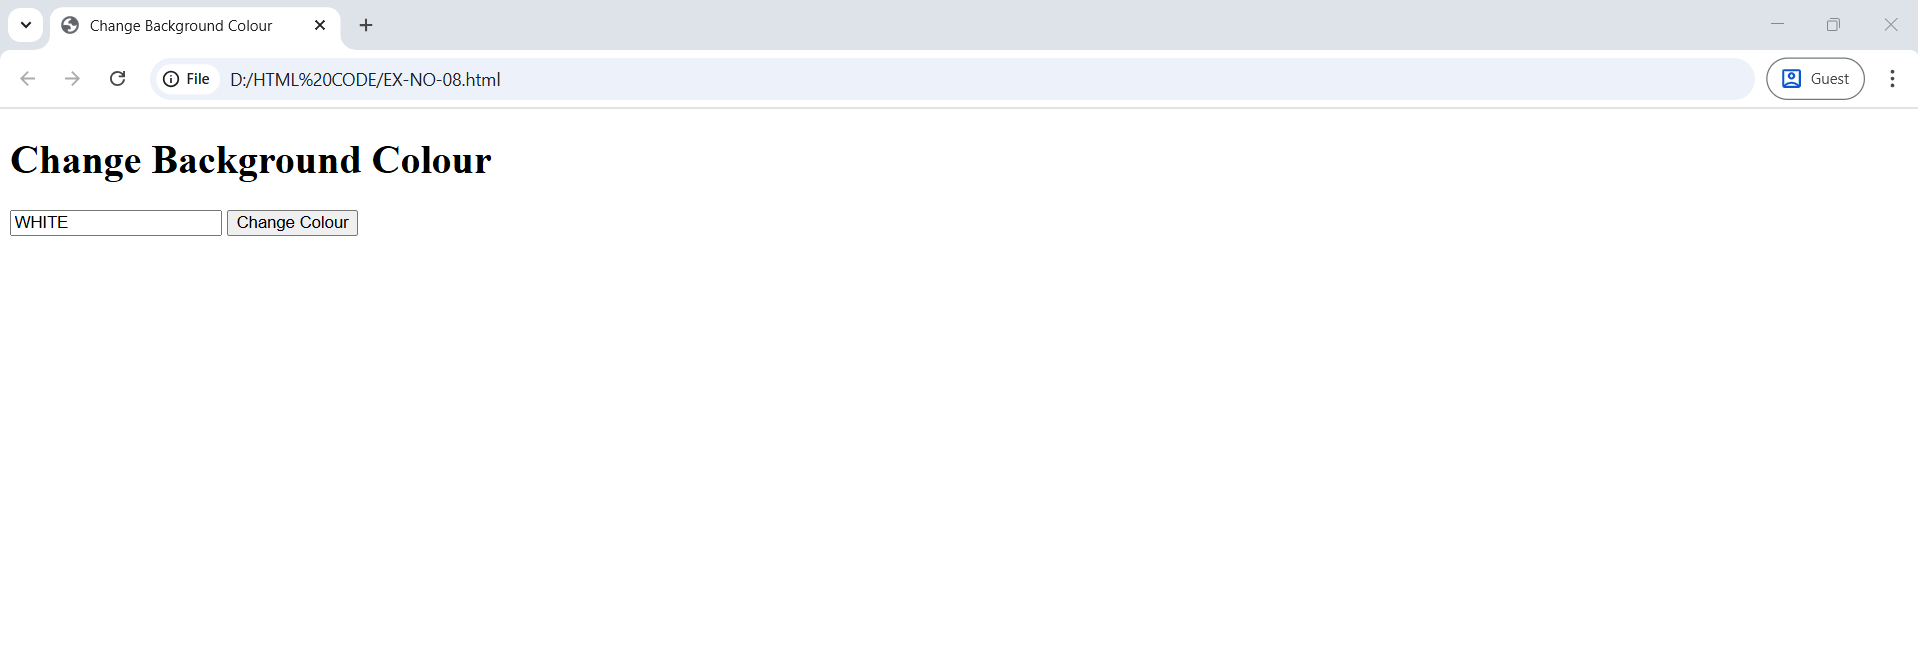 Change Background Colour
File D:/HTML%20CODE/EX-NO-08.html Guest
Change Background Colour
WHITE Change Colour